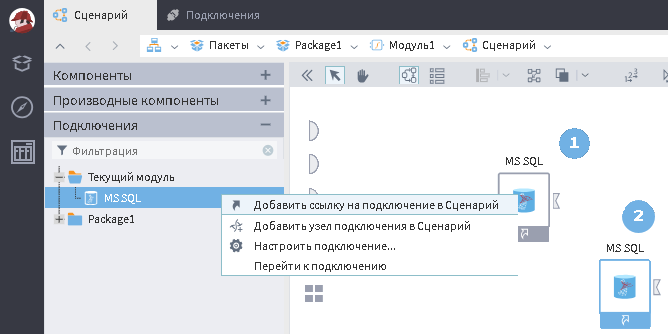 Сценарий
Подключения
Пакеты
Package1
Модуль1
Сценарий
Компоненты
Производные компоненты
Подключения
Фильтрация
Текущий модуль
MS SQL
Package1
Добавить ссылку на подключение в Сценарий
Добавить узел подключения в Сценарий
Настроить подключение...
Перейти к подключению
123
1
MS SQL
2
MS SQL